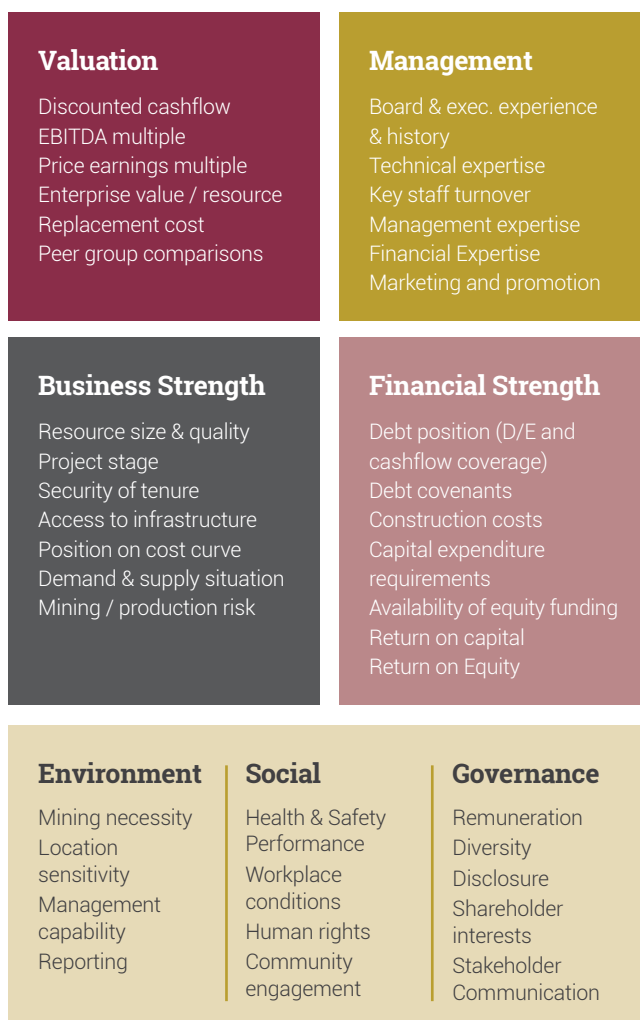 Valuation
Discounted cashflow
EBITDA multiple
Price earnings multiple
Enterprise value / resource
Replacement cost
Peer group comparisons
Management
Board & exec. experience
& history
Technical expertise
Key staff turnover
Management expertise
Financial Expertise
Marketing and promotion
Business Strength
Resource size & quality
Project stage
Security of tenure
Access to infrastructure
Position on cost curve
Demand & supply situation
Mining / production risk
Financial Strength
Debt position (D/E and
cashflow coverage)
Debt covenants
Construction costs
Capital expenditure
requirements
Availability of equity funding
Return on capital
Return on Equity
Environment
Mining necessity
Location
sensitivity
Management
capability
Reporting
Social
Health & Safety
Performance
Workplace
conditions
Human rights
Community
engagement
Governance
Remuneration
Diversity
Disclosure
Shareholder
interests
Stakeholder
Communication